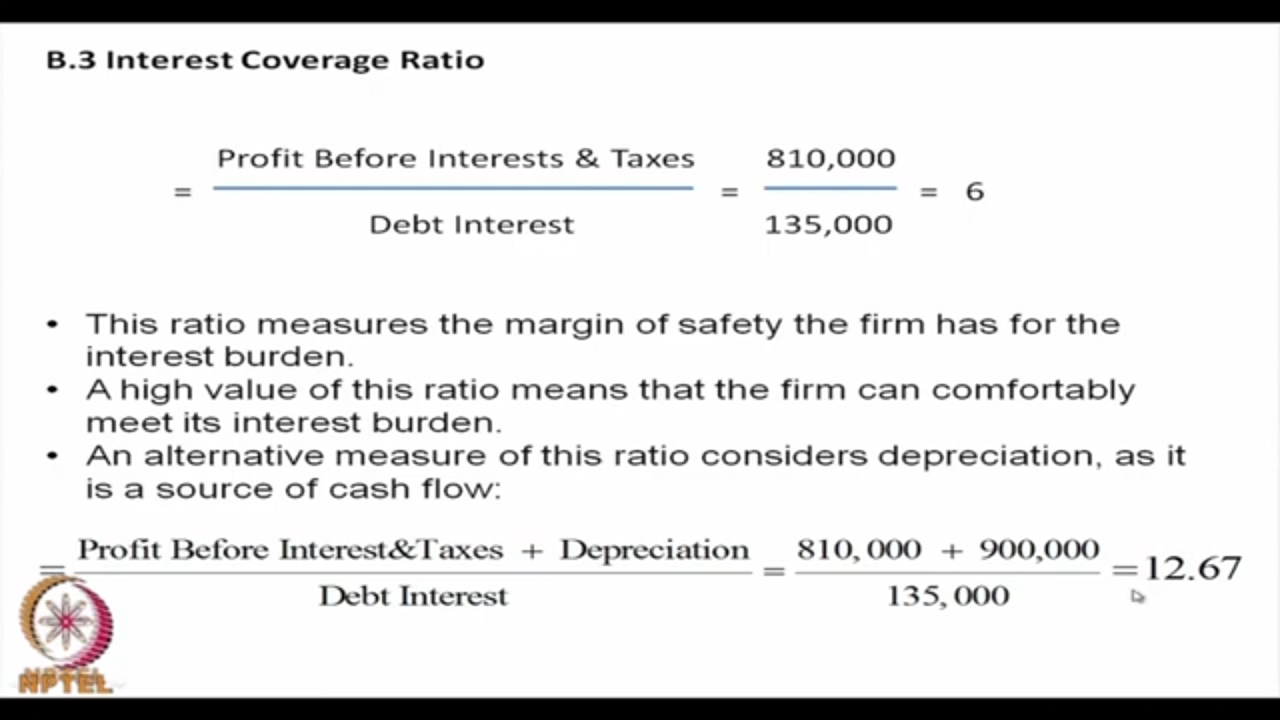 B.3 Interest Coverage Ratio
= Profit Before Interests & Taxes / Debt Interest = 810,000 / 135,000 = 6
• This ratio measures the margin of safety the firm has for the
interest burden.
• A high value of this ratio means that the firm can comfortably
meet its interest burden.
• An alternative measure of this ratio considers depreciation, as it
is a source of cash flow:
= Profit Before Interest&Taxes + Depreciation / Debt Interest = 810,000 + 900,000 / 135,000 =12.67
NPTEL